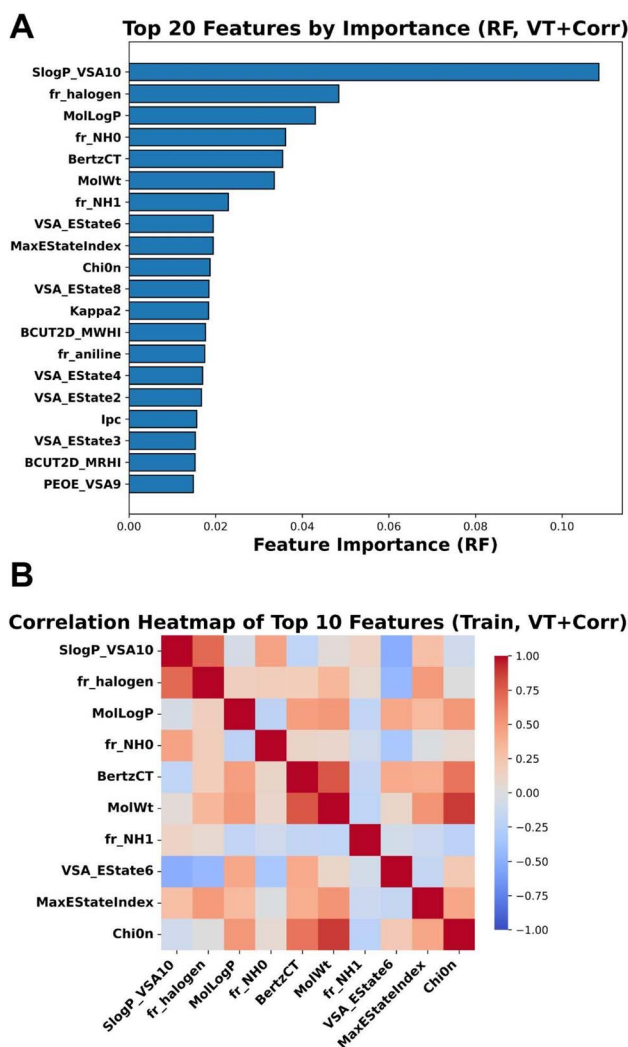 A
Top 20 Features by Importance (RF, VT+Corr)
SlogP_VSA10
fr_halogen
MolLogP
fr_NH0
BertzCT
MolWt
fr_NH1
VSA_EState6
MaxEStateIndex
Chi0n
VSA_EState8
Kappa2
BCUT2D_MWHI
fr_aniline
VSA_EState4
VSA_EState2
Ipc
VSA_EState3
BCUT2D_MRHI
PEOE_VSA9
0.00 0.02 0.04 0.06 0.08 0.10
Feature Importance (RF)
B
Correlation Heatmap of Top 10 Features (Train, VT+Corr)
SlogP_VSA10
fr_halogen
MolLogP
fr_NH0
BertzCT
MolWt
fr_NH1
VSA_EState6
MaxEStateIndex
Chi0n
SlogP_VSA10
fr_halogen
MolLogP
fr_NH0
BertzCT
MolWt
fr_NH1
VSA_EState6
MaxEStateIndex
Chi0n
1.00
0.75
0.50
0.25
0.00
−0.25
−0.50
−0.75
−1.00